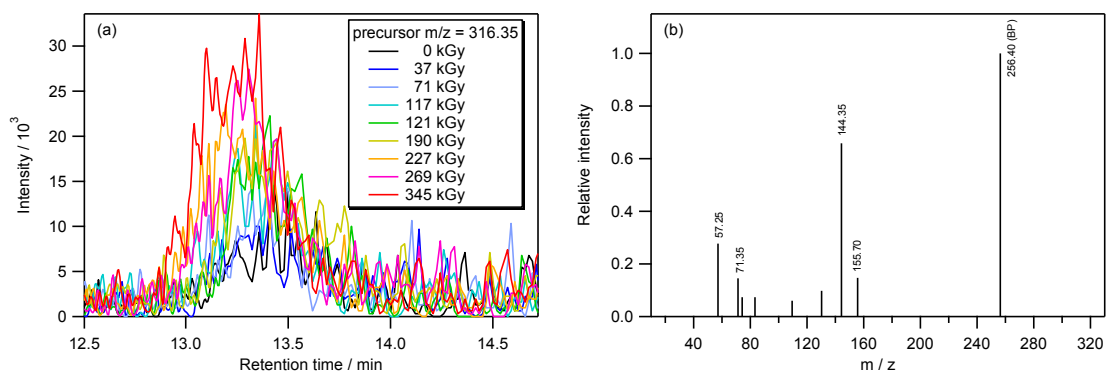 (a)
precursor m/z = 316.35
0 kGy
37 kGy
71 kGy
117 kGy
121 kGy
190 kGy
227 kGy
269 kGy
345 kGy
Intensity / 10³
30
25
20
15
10
5
0
12.5 13.0 13.5 14.0 14.5
Retention time / min
(b)
Relative intensity
1.0
0.8
0.6
0.4
0.2
0.0
57.25
71.35
144.35
155.70
256.40 (BP)
40 80 120 160 200 240 280 320
m / z